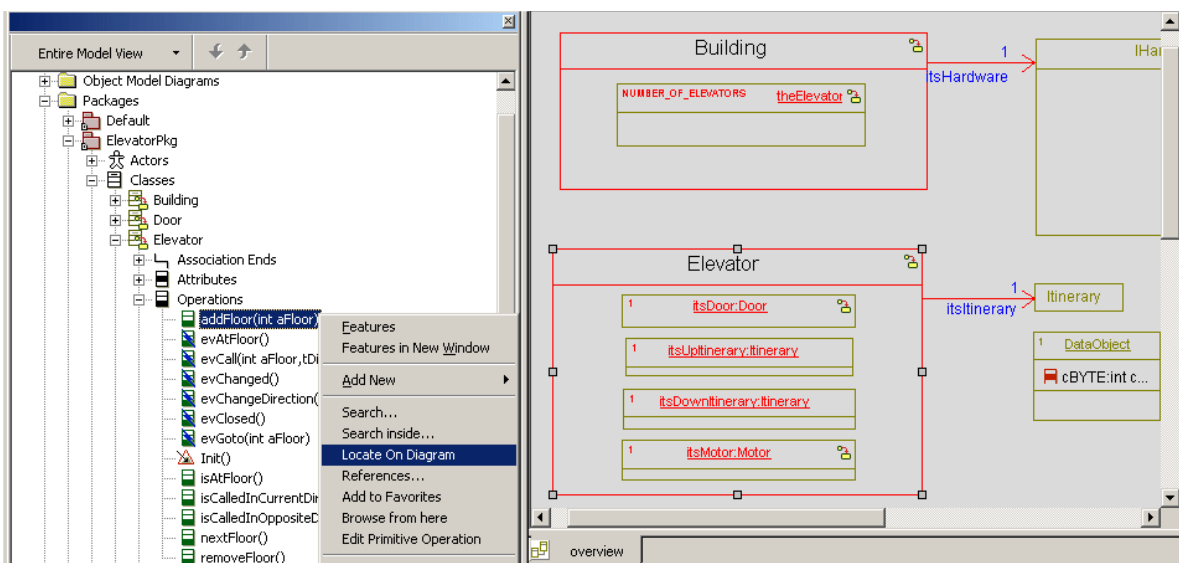 Entire Model View
Object Model Diagrams
Packages
Default
ElevatorPkg
Actors
Classes
Building
Door
Elevator
Association Ends
Attributes
Operations
addFloor(int aFloor)
evAtFloor()
evCall(int aFloor,tDi
evChanged()
evChangeDirection(
evClosed()
evGoto(int aFloor)
Init()
isAtFloor()
isCalledInCurrentDir
isCalledInOppositeD
nextFloor()
removeFloor()
Features
Features in New Window
Add New
Search...
Search inside...
Locate On Diagram
References...
Add to Favorites
Browse from here
Edit Primitive Operation
Building
NUMBER_OF_ELEVATORS theElevator
1
itsHardware
IHar
Elevator
1 itsDoor:Door
1 itsUpItinerary:Itinerary
1 itsDownItinerary:Itinerary
1 itsMotor:Motor
1
itsItinerary
Itinerary
1 DataObject
cBYTE:int c...
overview